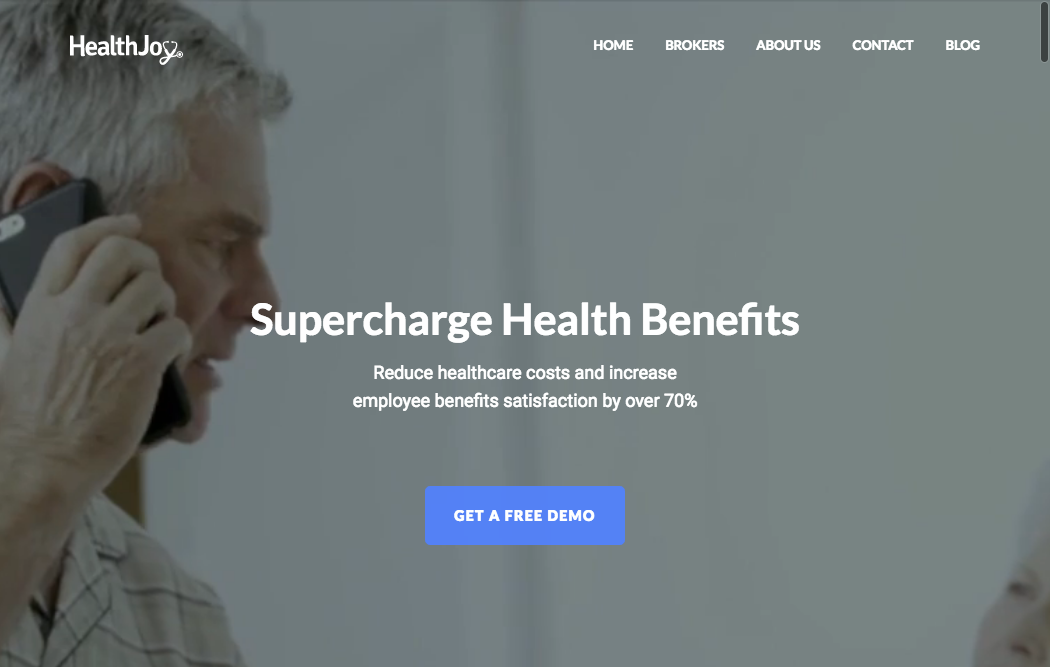 HealthJoy
HOME BROKERS ABOUT US CONTACT BLOG
Supercharge Health Benefits
Reduce healthcare costs and increase
employee benefits satisfaction by over 70%
GET A FREE DEMO